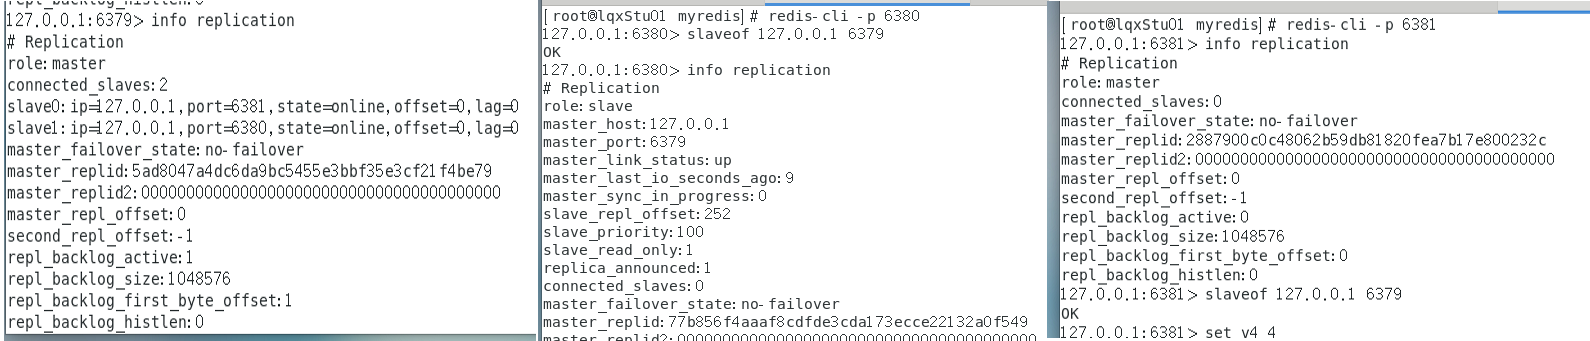 repl_backlog_histlen:0
127.0.0.1:6379> info replication
# Replication
role:master
connected_slaves:2
slave0:ip=127.0.0.1,port=6381,state=online,offset=0,lag=0
slave1:ip=127.0.0.1,port=6380,state=online,offset=0,lag=0
master_failover_state:no-failover
master_replid:5ad8047a4dc6da9bc5455e3bbf35e3cf21f4be79
master_replid2:0000000000000000000000000000000000000000
master_repl_offset:0
second_repl_offset:-1
repl_backlog_active:1
repl_backlog_size:1048576
repl_backlog_first_byte_offset:1
repl_backlog_histlen:0
[root@lqxStu01 myredis]# redis-cli -p 6380
127.0.0.1:6380> slaveof 127.0.0.1 6379
OK
127.0.0.1:6380> info replication
# Replication
role:slave
master_host:127.0.0.1
master_port:6379
master_link_status:up
master_last_io_seconds_ago:9
master_sync_in_progress:0
slave_repl_offset:252
slave_priority:100
slave_read_only:1
replica_announced:1
connected_slaves:0
master_failover_state:no-failover
master_replid:77b856f4aaaf8cdfde3cda173ecce22132a0f549
master_replid2:0000000000000000000000000000000000000000
[root@lqxStu01 myredis]# redis-cli -p 6381
127.0.0.1:6381> info replication
# Replication
role:master
connected_slaves:0
master_failover_state:no-failover
master_replid:2887900c0c48062b59db81820fea7b17e800232c
master_replid2:0000000000000000000000000000000000000000
master_repl_offset:0
second_repl_offset:-1
repl_backlog_active:0
repl_backlog_size:1048576
repl_backlog_first_byte_offset:0
repl_backlog_histlen:0
127.0.0.1:6381> slaveof 127.0.0.1 6379
OK
127.0.0.1:6381> set v4 4